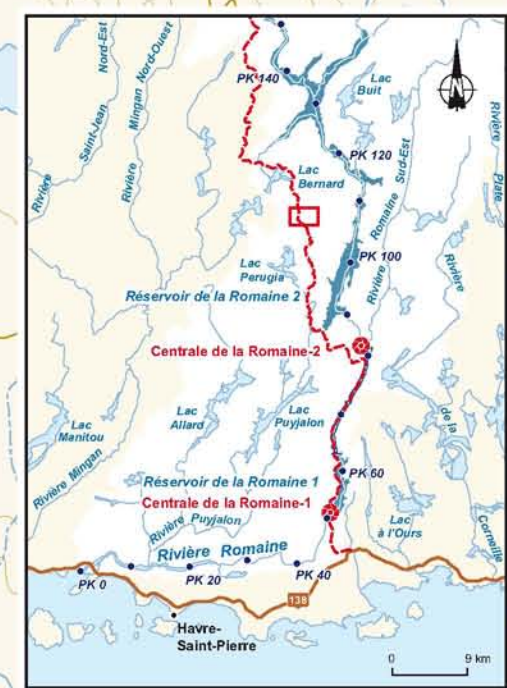 Nord-Est
Nord-Ouest
Mingan
Saint-Jean
Rivière
Rivière
PK 140
Lac
Buit
N
PK 120
Sud-Est
Rivière
Plate
Lac
Bernard
Romaine
Rivière
PK 100
Lac
Perugia
Rivière
Réservoir de la Romaine 2
Centrale de la Romaine-2
Lac
Allard
Lac
Puyjalon
de la
Lac
Manitou
Rivière Mingan
PK 60
Réservoir de la Romaine 1
Centrale de la Romaine-1
Rivière Puyjalon
Lac
à l'Ours
Corneille
Rivière Romaine
PK 0
PK 20
PK 40
138
Havre-
Saint-Pierre
0 9 km